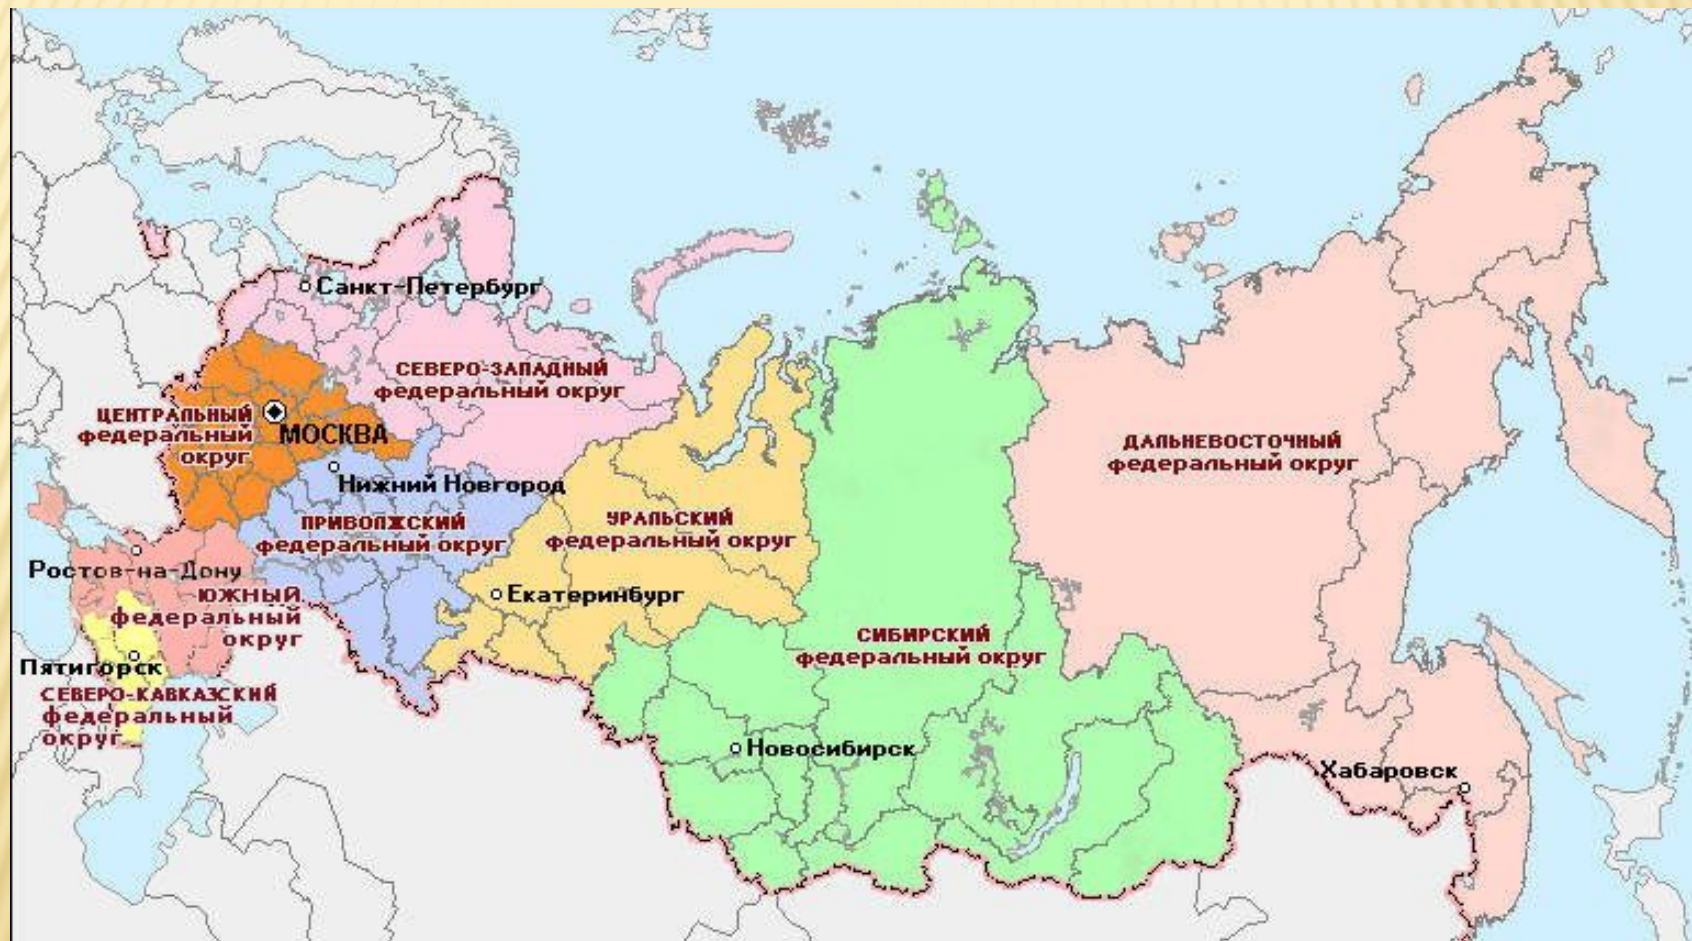 Санкт-Петербург
СЕВЕРО-ЗАПАДНЫЙ
федеральный округ
ЦЕНТРАЛЬНЫЙ
федеральный
округ
МОСКВА
ДАЛЬНЕВОСТОЧНЫЙ
федеральный округ
Нижний Новгород
ПРИВОЛЖСКИЙ
федеральный округ
УРАЛЬСКИЙ
федеральный округ
Ростов-на-Дону
ЮЖНЫЙ
федеральный
округ
Екатеринбург
СИБИРСКИЙ
федеральный округ
Пятигорск
СЕВЕРО-КАВКАЗСКИЙ
федеральный
округ
Новосибирск
Хабаровск